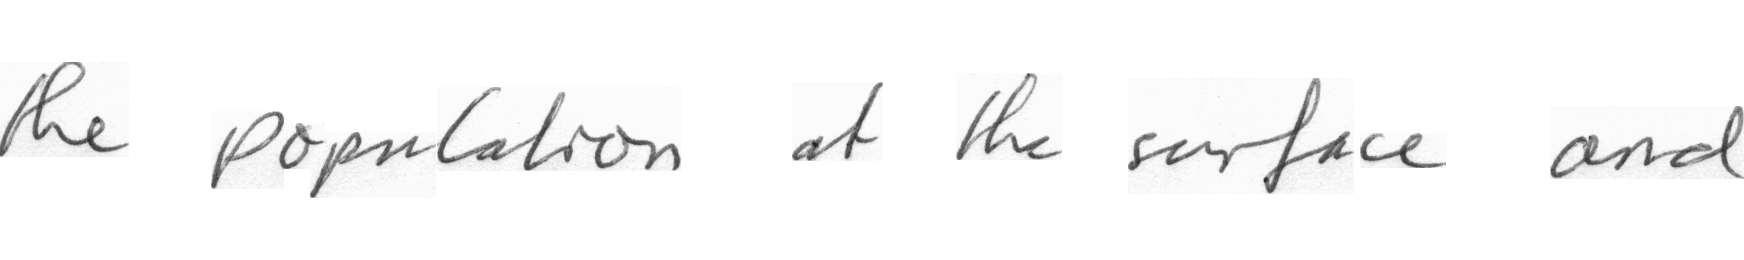 the population at the surface and